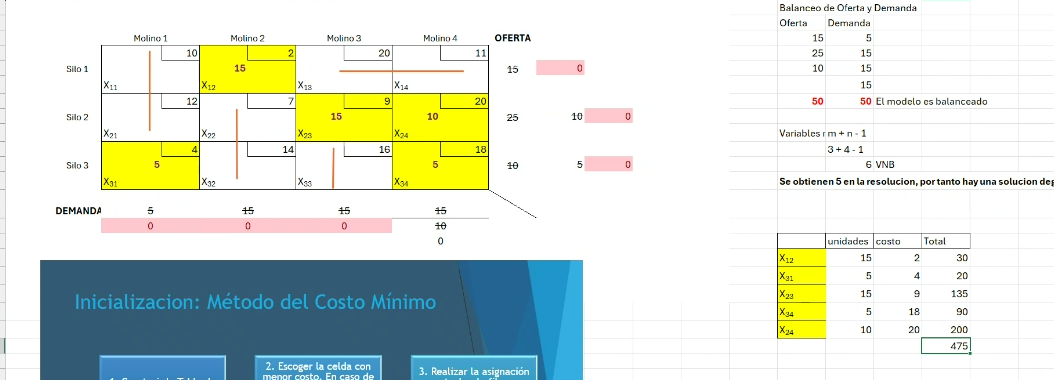 Molino 1 Molino 2 Molino 3 Molino 4 OFERTA
10 2 20 11
Silo 1 15 15 0
X11 X12 X13 X14
12 7 9 20
Silo 2 15 10 25 10 0
X21 X22 X23 X24
4 14 16 18
Silo 3 5 5 10 5 0
X31 X32 X33 X34
DEMANDA 5 15 15 15
0 0 0 10
0
Inicialización: Método del Costo Mínimo
2. Escoger la celda con
menor costo. En caso de
3. Realizar la asignación
Balanceo de Oferta y Demanda
Oferta Demanda
15 5
25 15
10 15
15
50 50 El modelo es balanceado
Variables r m + n - 1
3 + 4 - 1
6 VNB
Se obtienen 5 en la resolucion, por tanto hay una solucion deg
unidades costo Total
X12 15 2 30
X31 5 4 20
X23 15 9 135
X34 5 18 90
X24 10 20 200
475